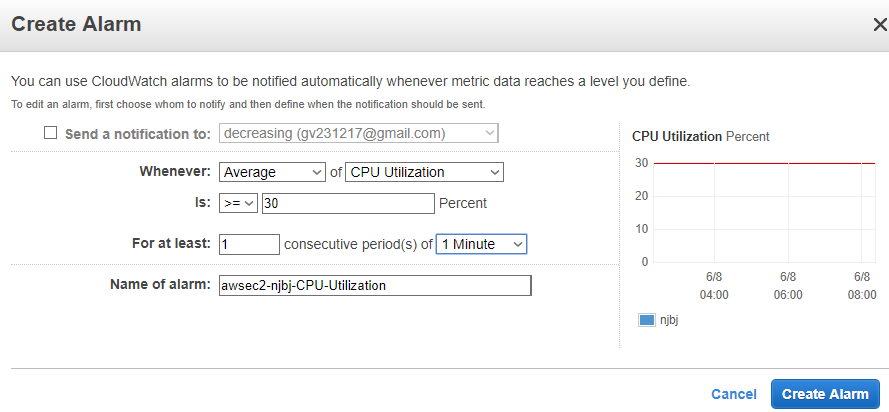 Create Alarm
You can use CloudWatch alarms to be notified automatically whenever metric data reaches a level you define.
To edit an alarm, first choose whom to notify and then define when the notification should be sent.
Send a notification to: decreasing (gv231217@gmail.com)
Whenever: Average of CPU Utilization
Is: >= 30 Percent
For at least: 1 consecutive period(s) of 1 Minute
Name of alarm: awsec2-njbj-CPU-Utilization
CPU Utilization Percent
30
20
10
0
6/8 6/8 6/8
04:00 06:00 08:00
njbj
Cancel Create Alarm